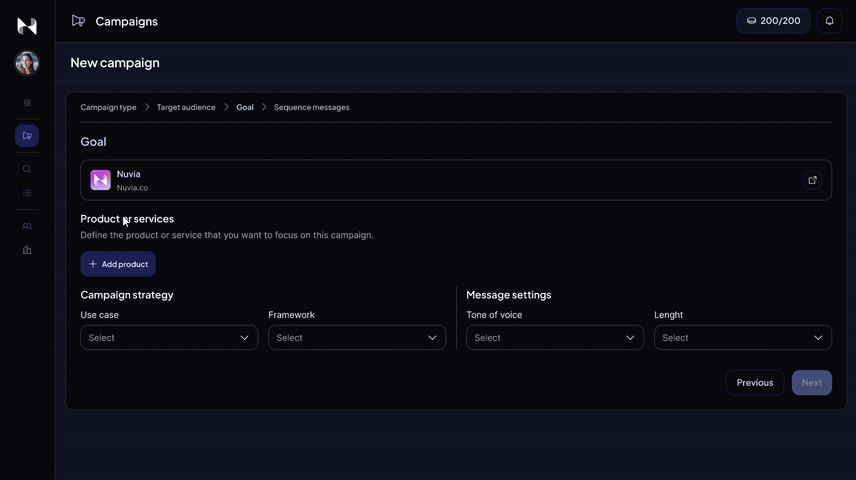 Campaigns
200/200
New campaign
Campaign type > Target audience > Goal > Sequence messages
Goal
Nuvia
Nuvia.co
Product or services
Define the product or service that you want to focus on this campaign.
+ Add product
Campaign strategy
Message settings
Use case
Framework
Tone of voice
Lenght
Select
Select
Select
Select
Previous
Next